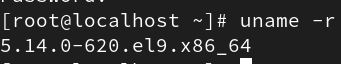 [root@localhost ~]# uname -r
5.14.0-620.el9.x86_64